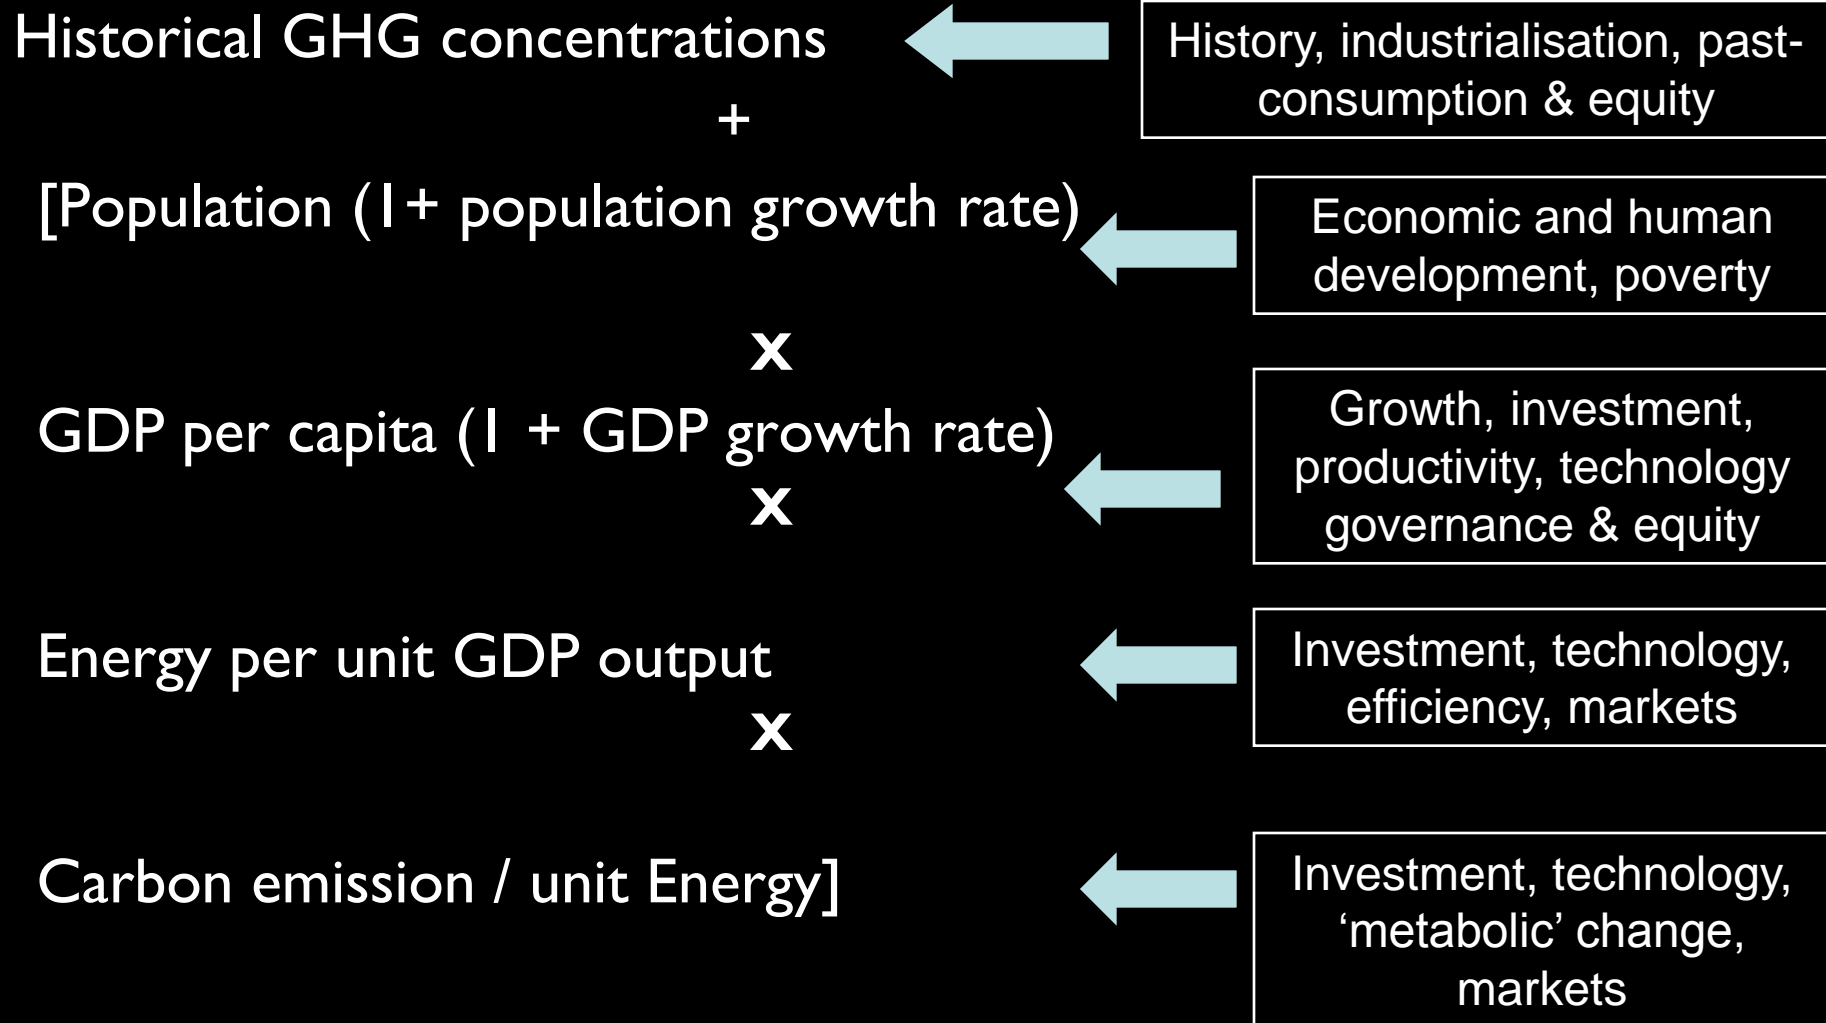 Historical GHG concentrations
History, industrialisation, past-
consumption & equity
+
[Population (1+ population growth rate)
Economic and human
development, poverty
x
GDP per capita (1 + GDP growth rate)
Growth, investment,
productivity, technology
governance & equity
x
Energy per unit GDP output
Investment, technology,
efficiency, markets
x
Carbon emission / unit Energy]
Investment, technology,
‘metabolic’ change,
markets